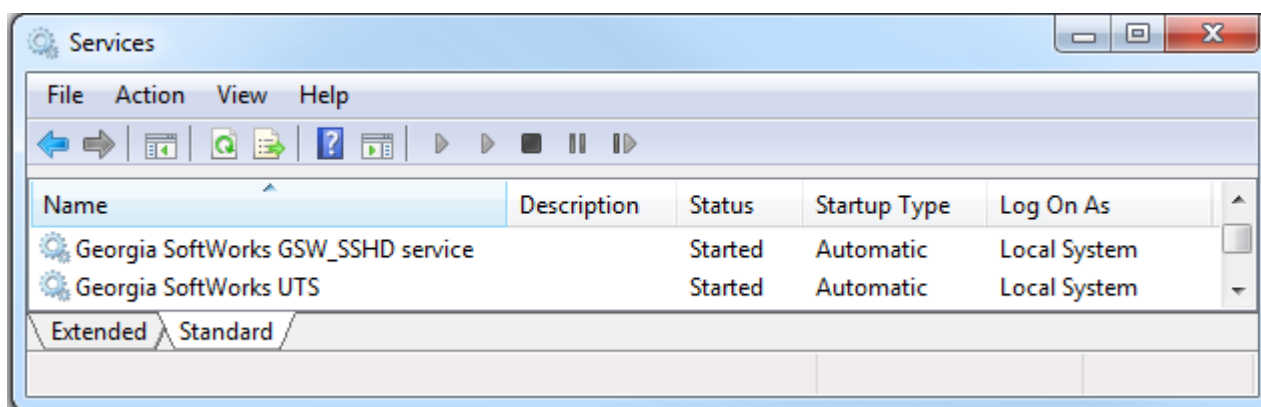 Services
File Action View Help
Name Description Status Startup Type Log On As
Georgia SoftWorks GSW_SSHD service Started Automatic Local System
Georgia SoftWorks UTS Started Automatic Local System
Extended Standard